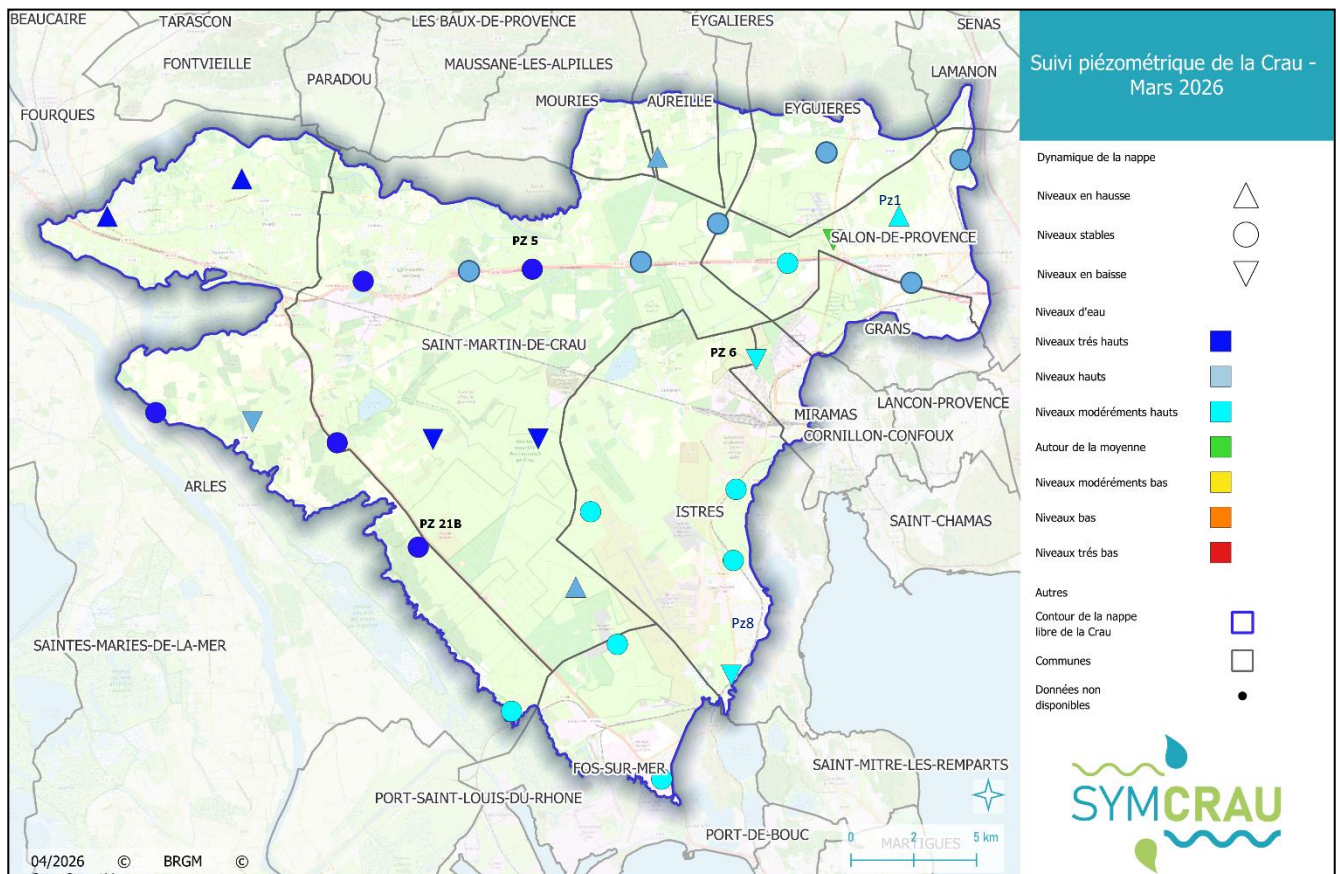 BEAUCAIRE
TARASCON
LES BAUX-DE-PROVENCE
EYGALIERES
SENAS
FONTVIEILLE
MAUSSANE-LES-ALPILLES
LAMANON
PARADOU
MOURIES
AUREILLE
EYGUIERES
FOURQUES
Pz1
PZ 5
SALON-DE-PROVENCE
GRANS
SAINT-MARTIN-DE-CRAU
PZ 6
LANCON-PROVENCE
MIRAMAS
CORNILLON-CONFOUX
ARLES
ISTRES
SAINT-CHAMAS
PZ 21B
Pz8
SAINTES-MARIES-DE-LA-MER
FOS-SUR-MER
SAINT-MITRE-LES-REMPARTS
PORT-SAINT-LOUIS-DU-RHONE
PORT-DE-BOUC
MARTIGUES
0 2 5 km
04/2026 © BRGM ©
Suivi piézométrique de la Crau -
Mars 2026
Dynamique de la nappe
Niveaux en hausse
Niveaux stables
Niveaux en baisse
Niveaux d'eau
Niveaux trés hauts
Niveaux hauts
Niveaux modéréments hauts
Autour de la moyenne
Niveaux modéréments bas
Niveaux bas
Niveaux trés bas
Autres
Contour de la nappe
libre de la Crau
Communes
Données non
disponibles
SYMCRAU